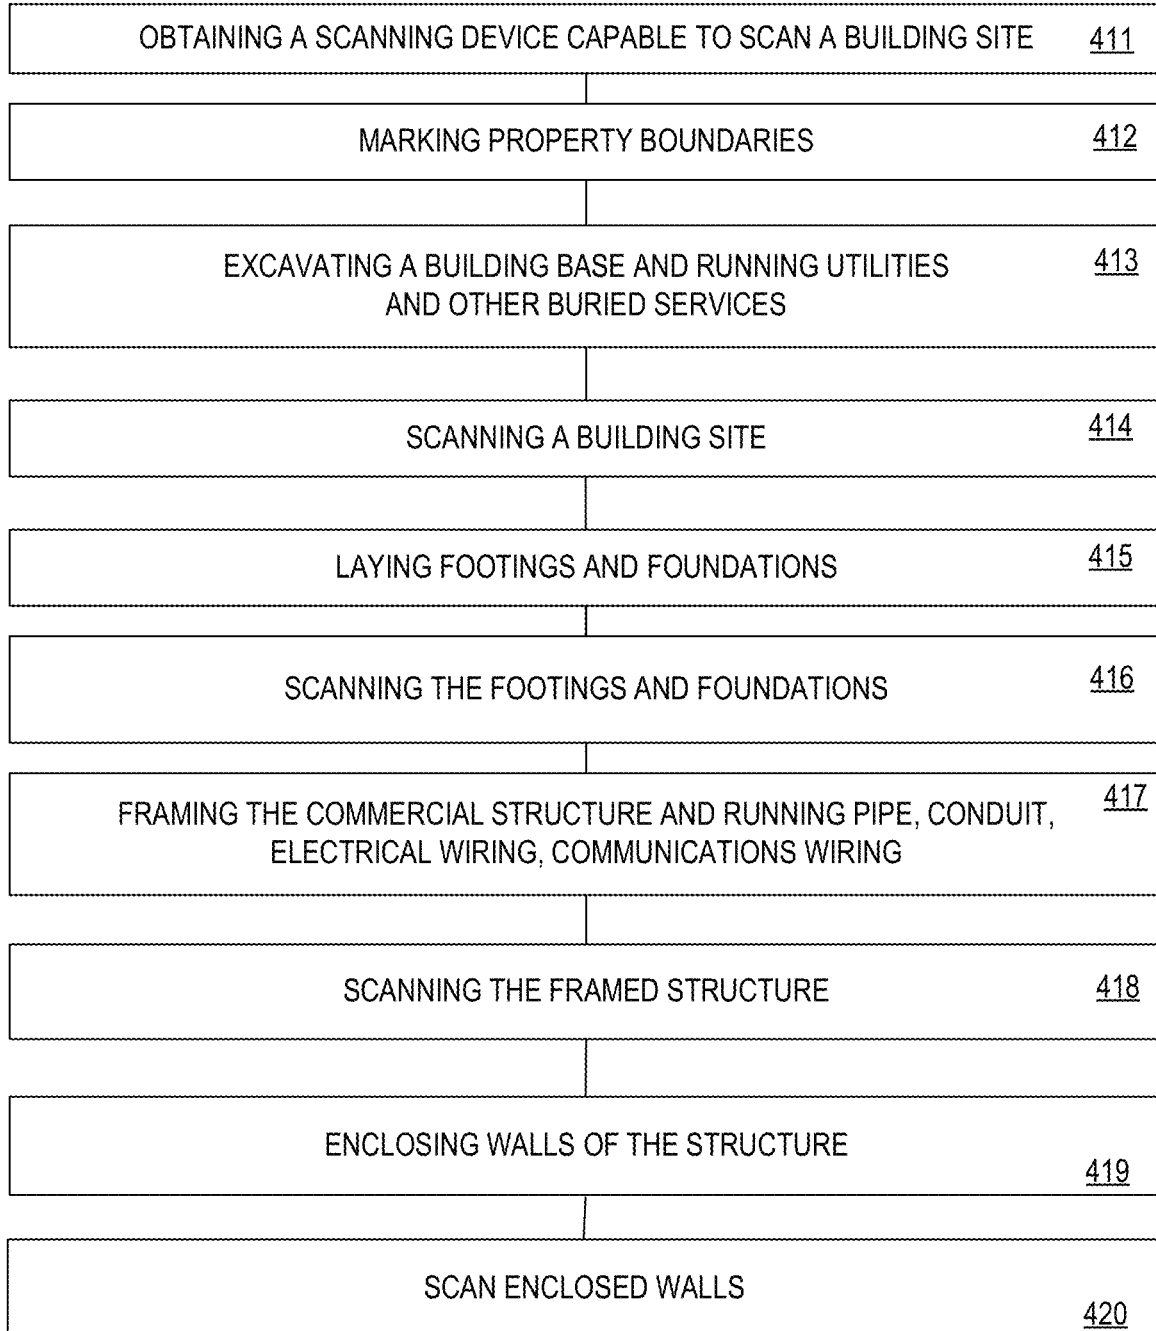 OBTAINING A SCANNING DEVICE CAPABLE TO SCAN A BUILDING SITE 411
MARKING PROPERTY BOUNDARIES 412
EXCAVATING A BUILDING BASE AND RUNNING UTILITIES 413
AND OTHER BURIED SERVICES
SCANNING A BUILDING SITE 414
LAYING FOOTINGS AND FOUNDATIONS 415
SCANNING THE FOOTINGS AND FOUNDATIONS 416
FRAMING THE COMMERCIAL STRUCTURE AND RUNNING PIPE, CONDUIT, 417
ELECTRICAL WIRING, COMMUNICATIONS WIRING
SCANNING THE FRAMED STRUCTURE 418
ENCLOSING WALLS OF THE STRUCTURE
419
SCAN ENCLOSED WALLS
420